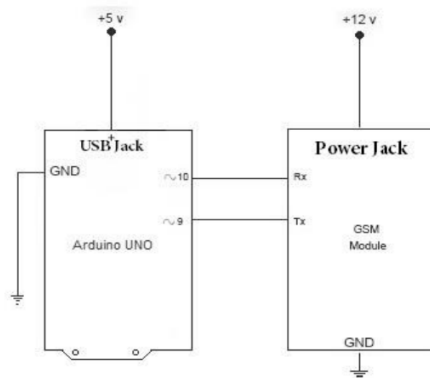 +5 v
+12 v
+
USB Jack
Power Jack
GND
~10
Rx
~9
Tx
Arduino UNO
GSM
Module
GND